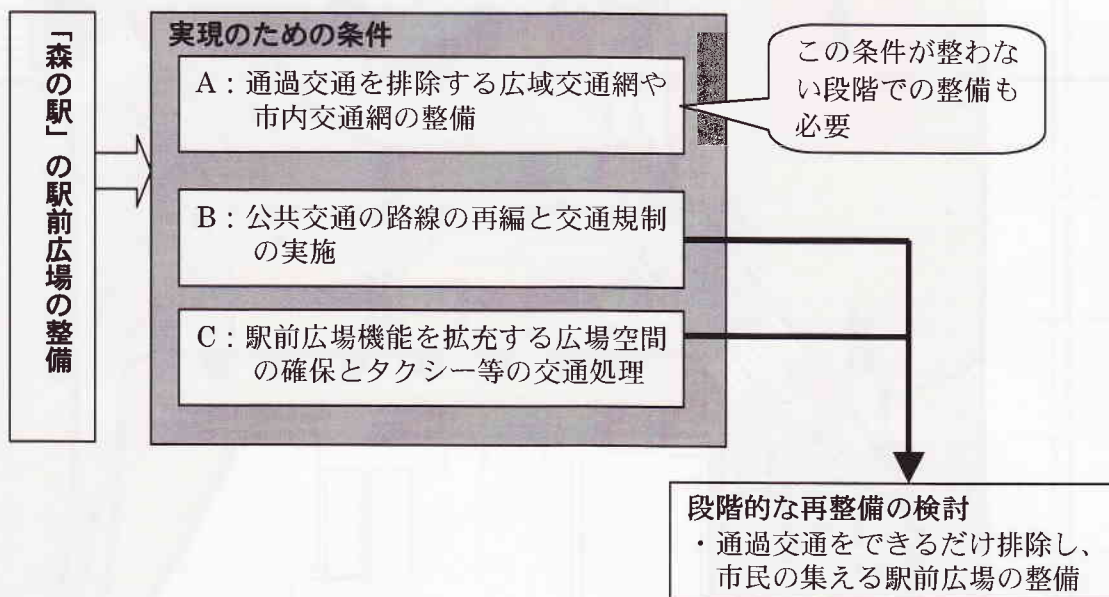 「森の駅」の駅前広場の整備
実現のための条件
A：通過交通を排除する広域交通網や
市内交通網の整備
この条件が整わな
い段階での整備も
必要
B：公共交通の路線の再編と交通規制
の実施
C：駅前広場機能を拡充する広場空間
の確保とタクシー等の交通処理
段階的な再整備の検討
・通過交通をできるだけ排除し、
市民の集える駅前広場の整備